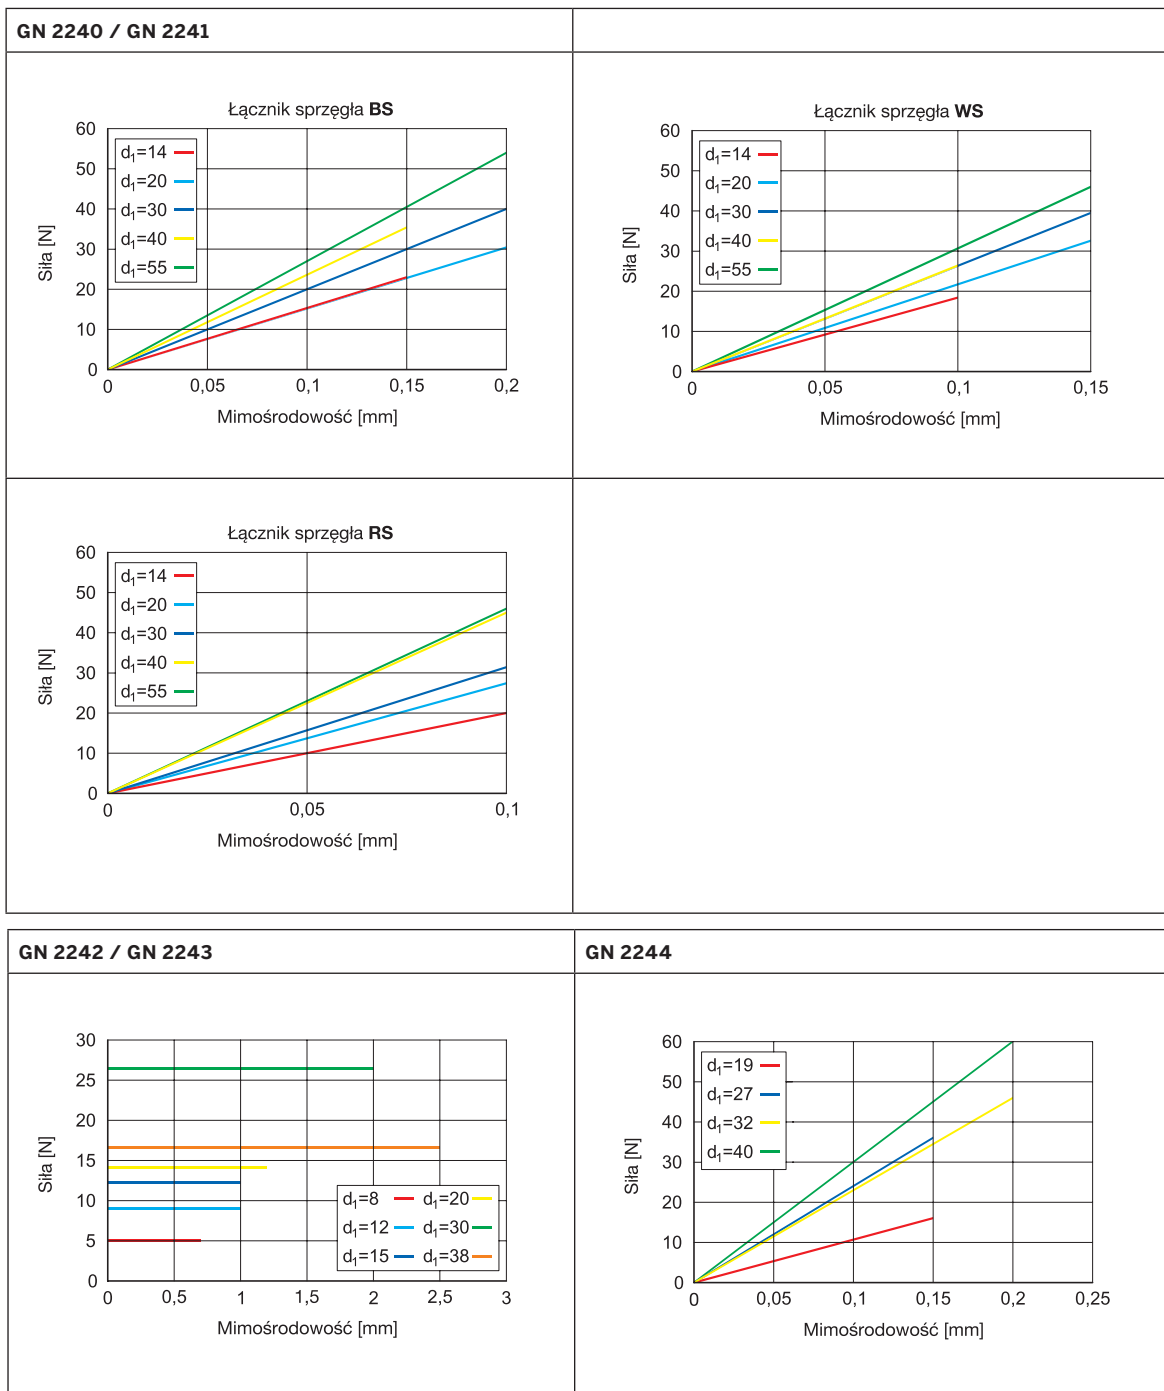 GN 2240 / GN 2241
Łącznik sprzęgła BS
60
50
40
30
20
10
0
Siła [N]
d1=14
d1=20
d1=30
d1=40
d1=55
0 0,05 0,1 0,15 0,2
Mimośrodowość [mm]
Łącznik sprzęgła WS
60
50
40
30
20
10
0
Siła [N]
d1=14
d1=20
d1=30
d1=40
d1=55
0 0,05 0,1 0,15
Mimośrodowość [mm]
Łącznik sprzęgła RS
60
50
40
30
20
10
0
Siła [N]
d1=14
d1=20
d1=30
d1=40
d1=55
0 0,05 0,1
Mimośrodowość [mm]
GN 2242 / GN 2243
30
25
20
15
10
5
0
Siła [N]
d1=8 d1=20
d1=12 d1=30
d1=15 d1=38
0 0,5 1 1,5 2 2,5 3
Mimośrodowość [mm]
GN 2244
60
50
40
30
20
10
0
Siła [N]
d1=19
d1=27
d1=32
d1=40
0 0,05 0,1 0,15 0,2 0,25
Mimośrodowość [mm]